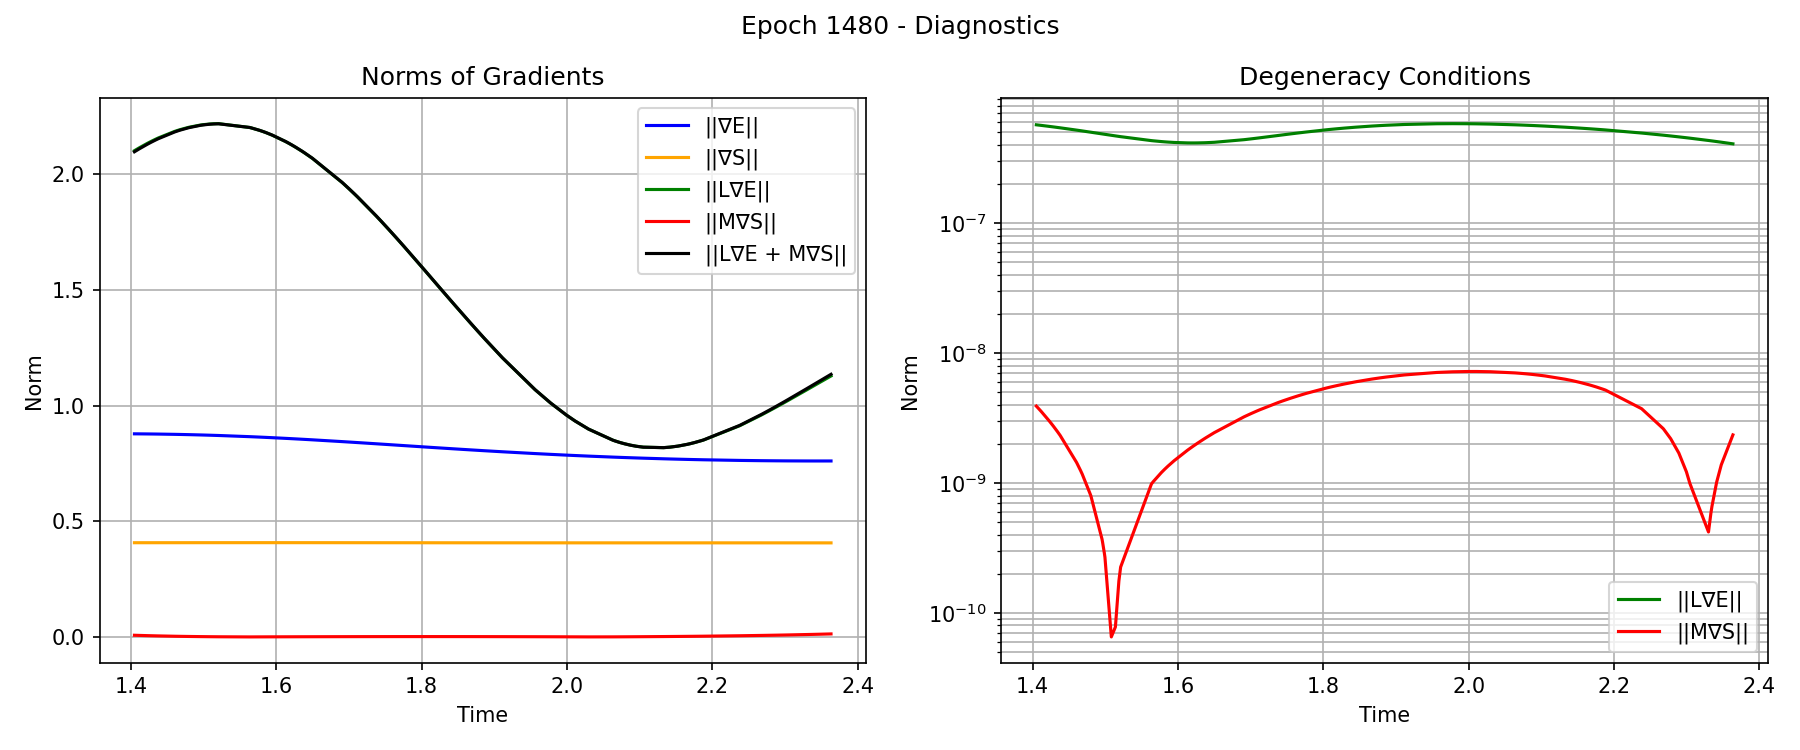 Epoch 1480 - Diagnostics
Norms of Gradients
Norm
2.0
1.5
1.0
0.5
0.0
||∇E||
||∇S||
||L∇E||
||M∇S||
||L∇E + M∇S||
1.4 1.6 1.8 2.0 2.2 2.4
Time
Degeneracy Conditions
Norm
10⁻⁷
10⁻⁸
10⁻⁹
10⁻¹⁰
||L∇E||
||M∇S||
1.4 1.6 1.8 2.0 2.2 2.4
Time